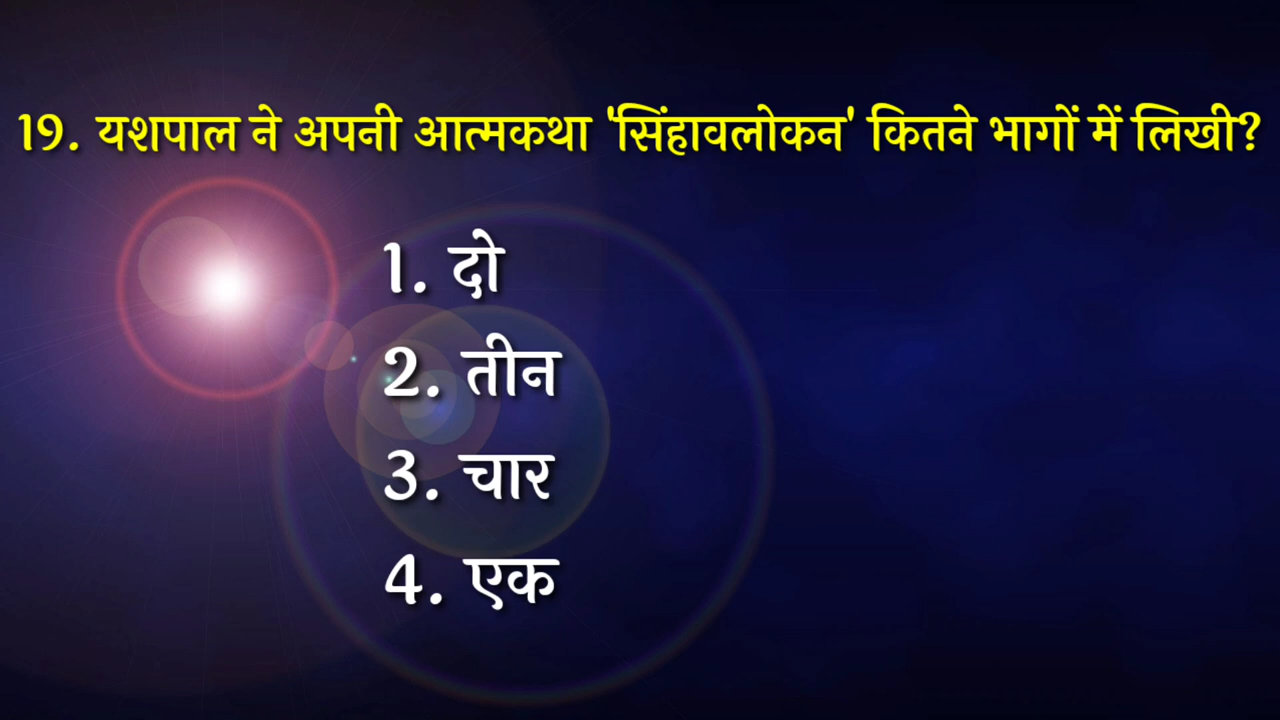 19. यशपाल ने अपनी आत्मकथा 'सिंहावलोकन' कितने भागों में लिखी?
1. दो
2. तीन
3. चार
4. एक